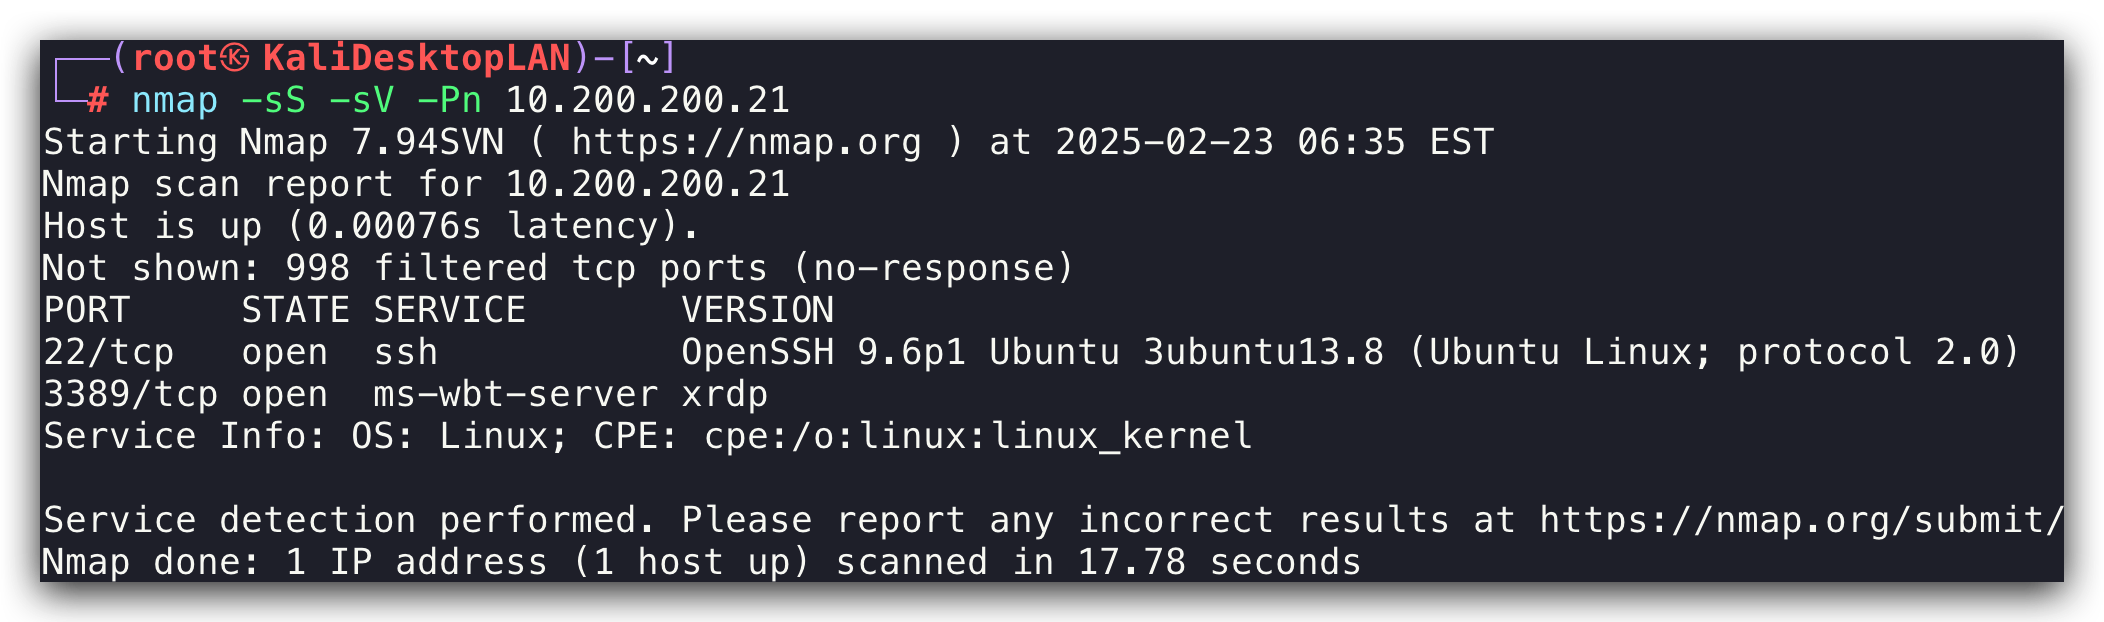 ┌──(root㉿KaliDesktopLAN)-[~]
└─# nmap -sS -sV -Pn 10.200.200.21
Starting Nmap 7.94SVN ( https://nmap.org ) at 2025-02-23 06:35 EST
Nmap scan report for 10.200.200.21
Host is up (0.00076s latency).
Not shown: 998 filtered tcp ports (no-response)
PORT     STATE SERVICE       VERSION
22/tcp   open  ssh           OpenSSH 9.6p1 Ubuntu 3ubuntu13.8 (Ubuntu Linux; protocol 2.0)
3389/tcp open  ms-wbt-server xrdp
Service Info: OS: Linux; CPE: cpe:/o:linux:linux_kernel
Service detection performed. Please report any incorrect results at https://nmap.org/submit/
Nmap done: 1 IP address (1 host up) scanned in 17.78 seconds